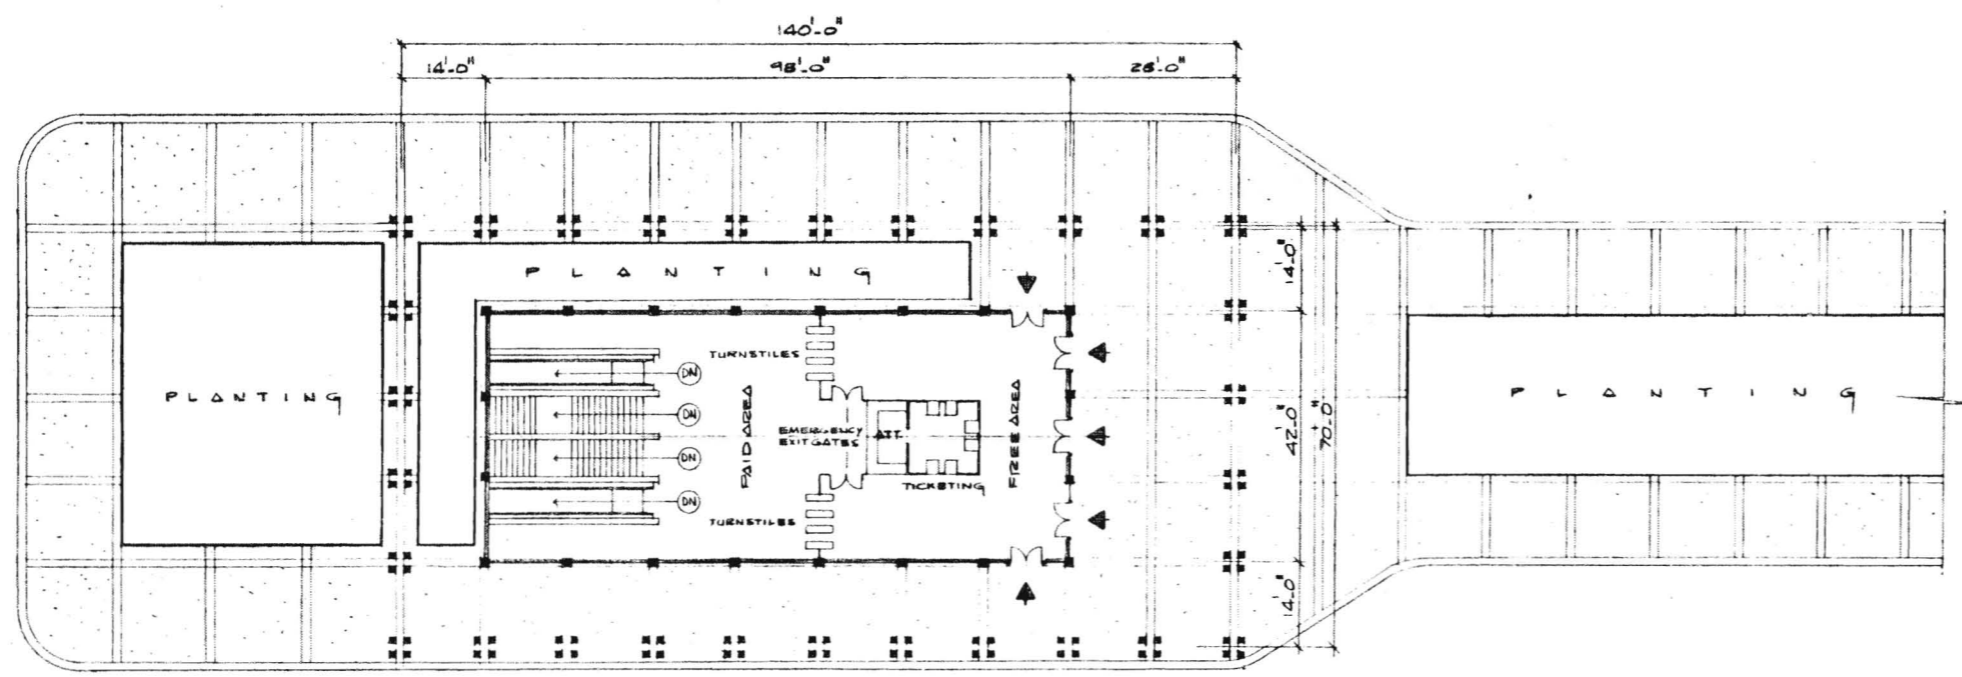 140'-0"
14'-0"
98'-0"
28'-0"
PLANTING
PLANTING
PLANTING
14'-0"
42'-0"
70'-0"
14'-0"
TURNSTILES
DN
DN
DN
DN
PAID AREA
EMERGENCY
EXIT GATES
ATT.
TICKETING
FREE AREA
TURNSTILES